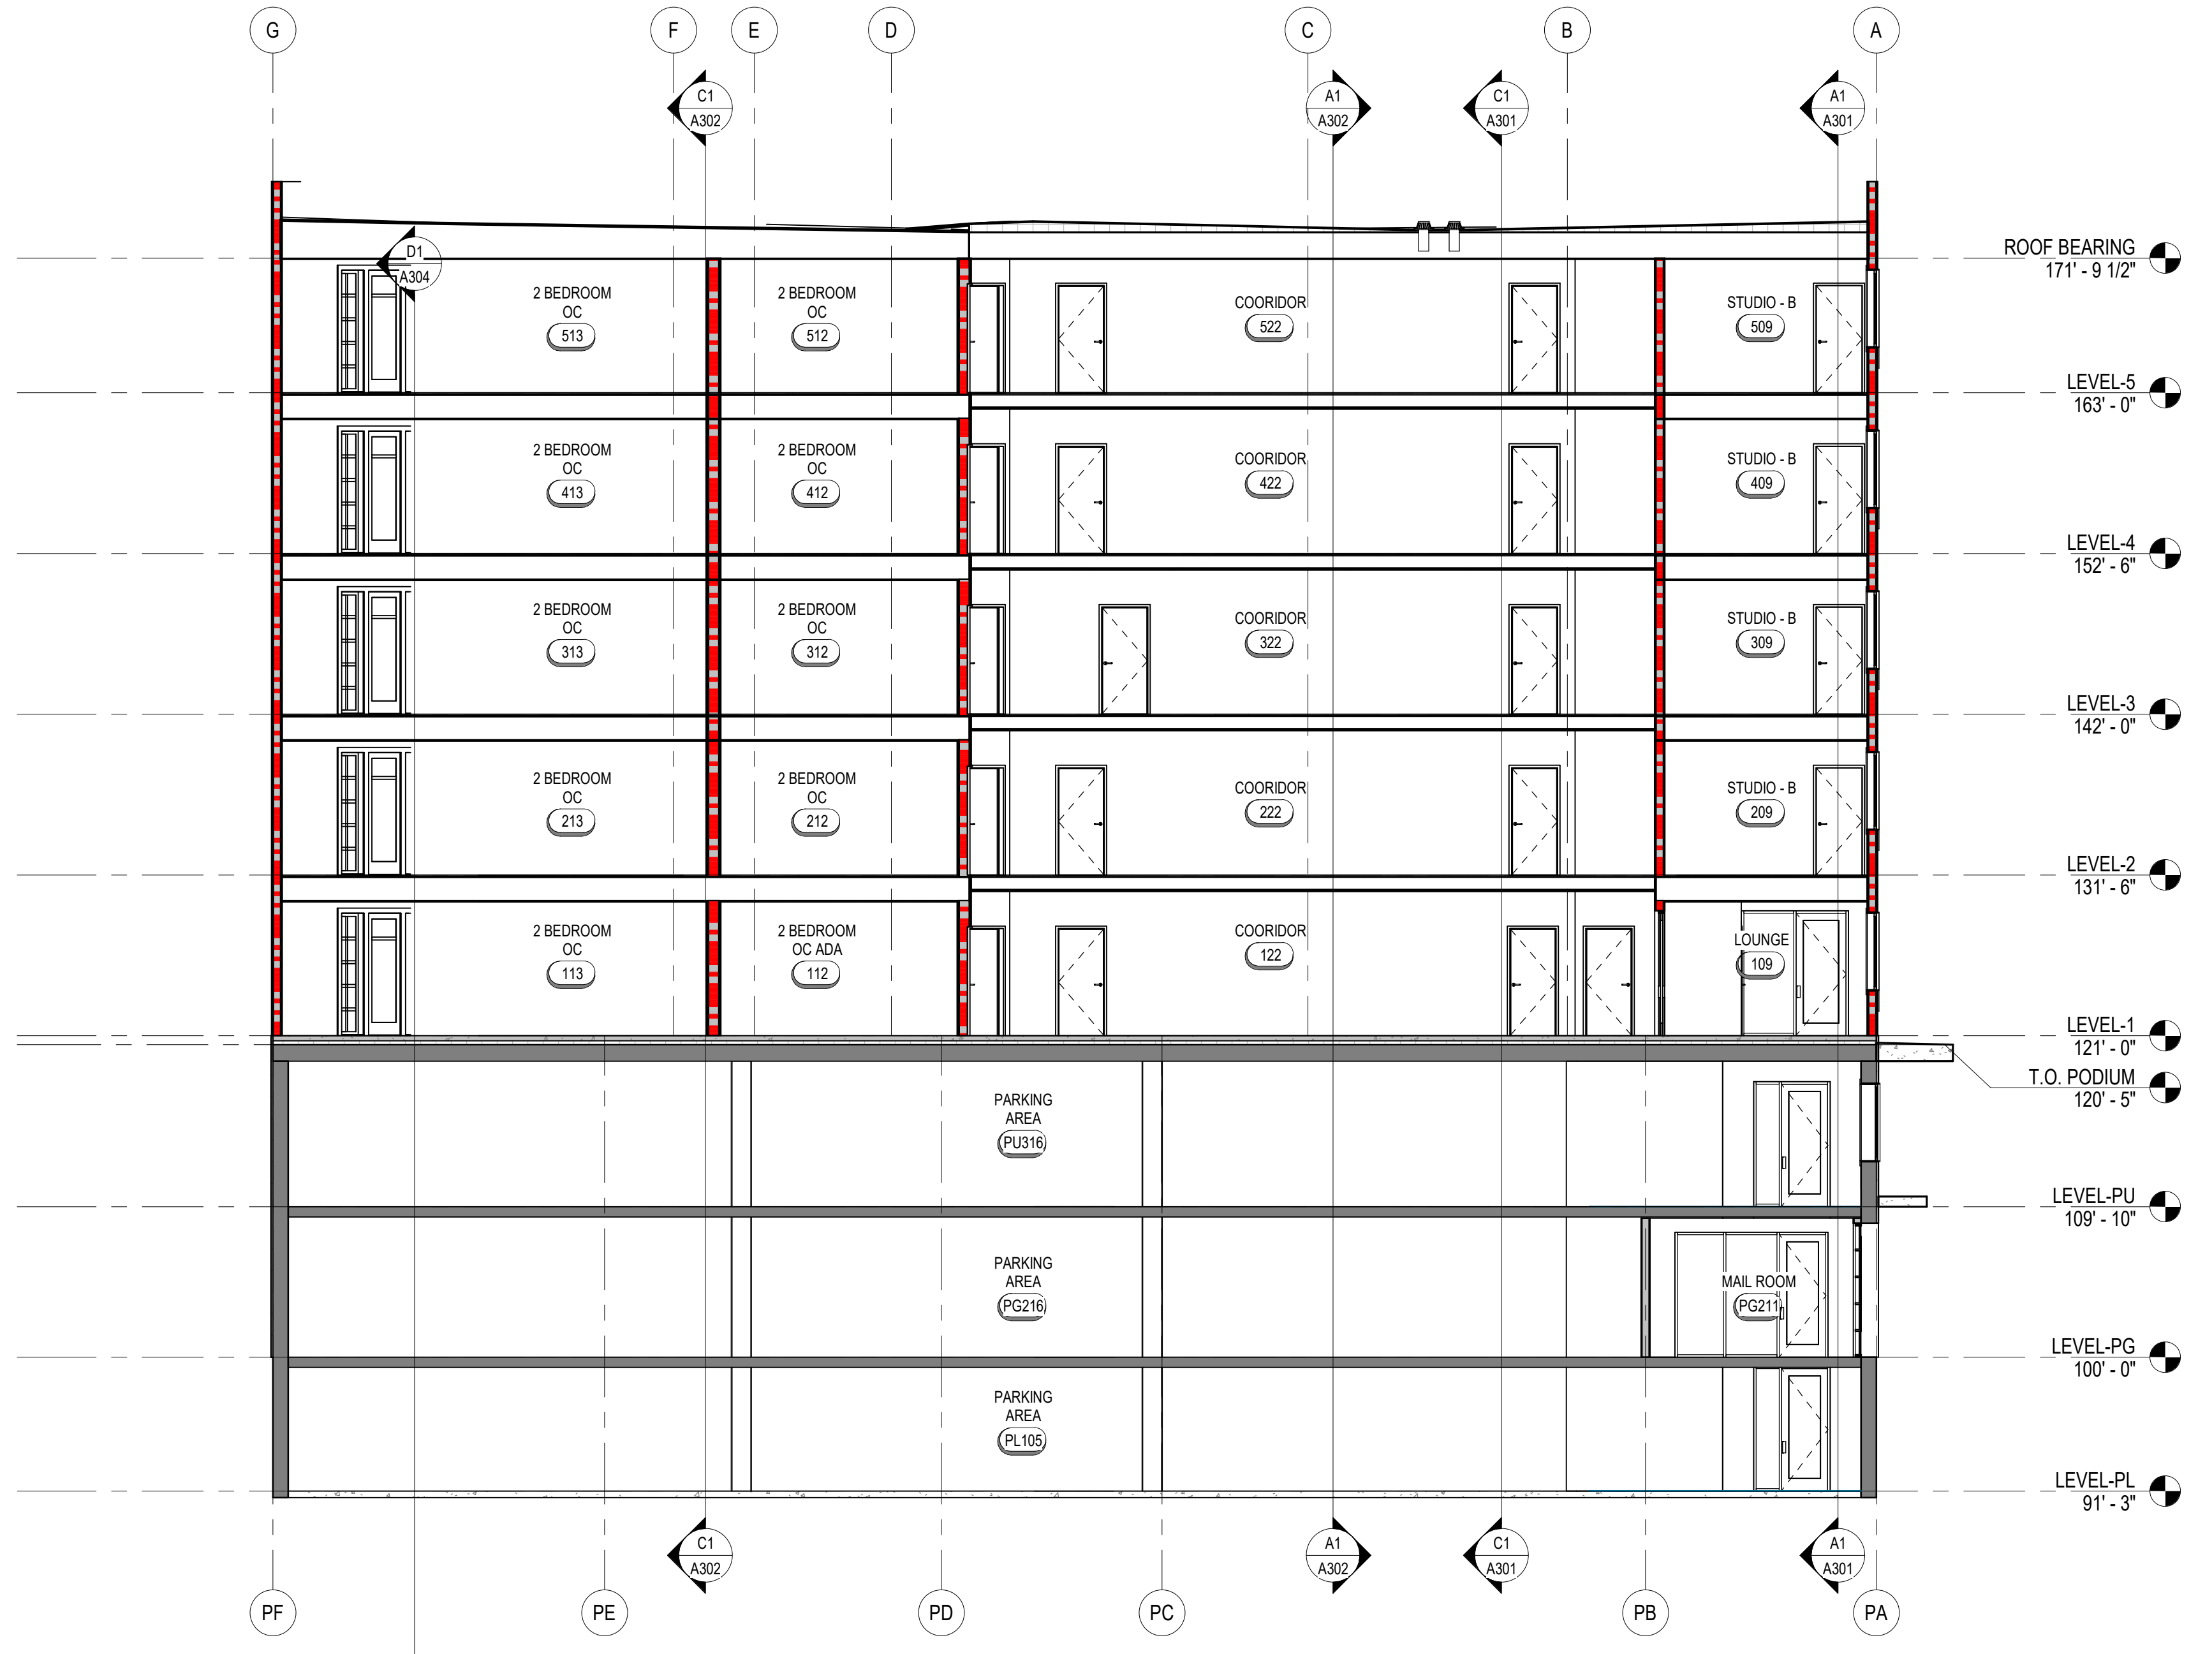 G F E D C B A
C1 A1 C1 A1
A302 A302 A301 A301
D1
A304
ROOF BEARING
171' - 9 1/2"
2 BEDROOM 2 BEDROOM COORIDOR STUDIO - B
OC OC
513 512 522 509
LEVEL-5
163' - 0"
2 BEDROOM 2 BEDROOM COORIDOR STUDIO - B
OC OC
413 412 422 409
LEVEL-4
152' - 6"
2 BEDROOM 2 BEDROOM COORIDOR STUDIO - B
OC OC
313 312 322 309
LEVEL-3
142' - 0"
2 BEDROOM 2 BEDROOM COORIDOR STUDIO - B
OC OC
213 212 222 209
LEVEL-2
131' - 6"
2 BEDROOM 2 BEDROOM COORIDOR LOUNGE
OC OC ADA
113 112 122 109
LEVEL-1
121' - 0"
T.O. PODIUM
120' - 5"
PARKING
AREA
PU316
LEVEL-PU
109' - 10"
PARKING
AREA MAIL ROOM
PG216 PG211
LEVEL-PG
100' - 0"
PARKING
AREA
PL105
LEVEL-PL
91' - 3"
C1 A1 C1 A1
A302 A302 A301 A301
PF PE PD PC PB PA